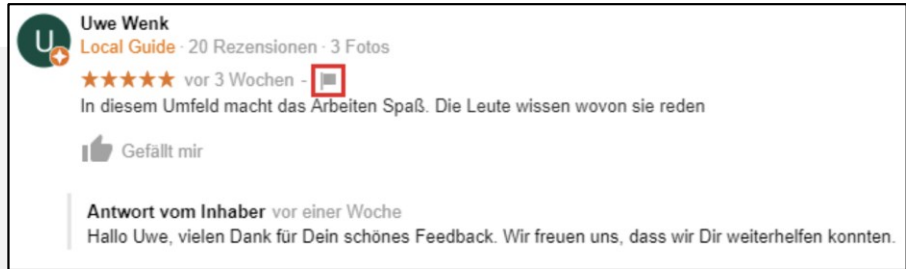 U
Uwe Wenk
Local Guide · 20 Rezensionen · 3 Fotos
vor 3 Wochen -
In diesem Umfeld macht das Arbeiten Spaß. Die Leute wissen wovon sie reden
Gefällt mir
Antwort vom Inhaber vor einer Woche
Hallo Uwe, vielen Dank für Dein schönes Feedback. Wir freuen uns, dass wir Dir weiterhelfen konnten.